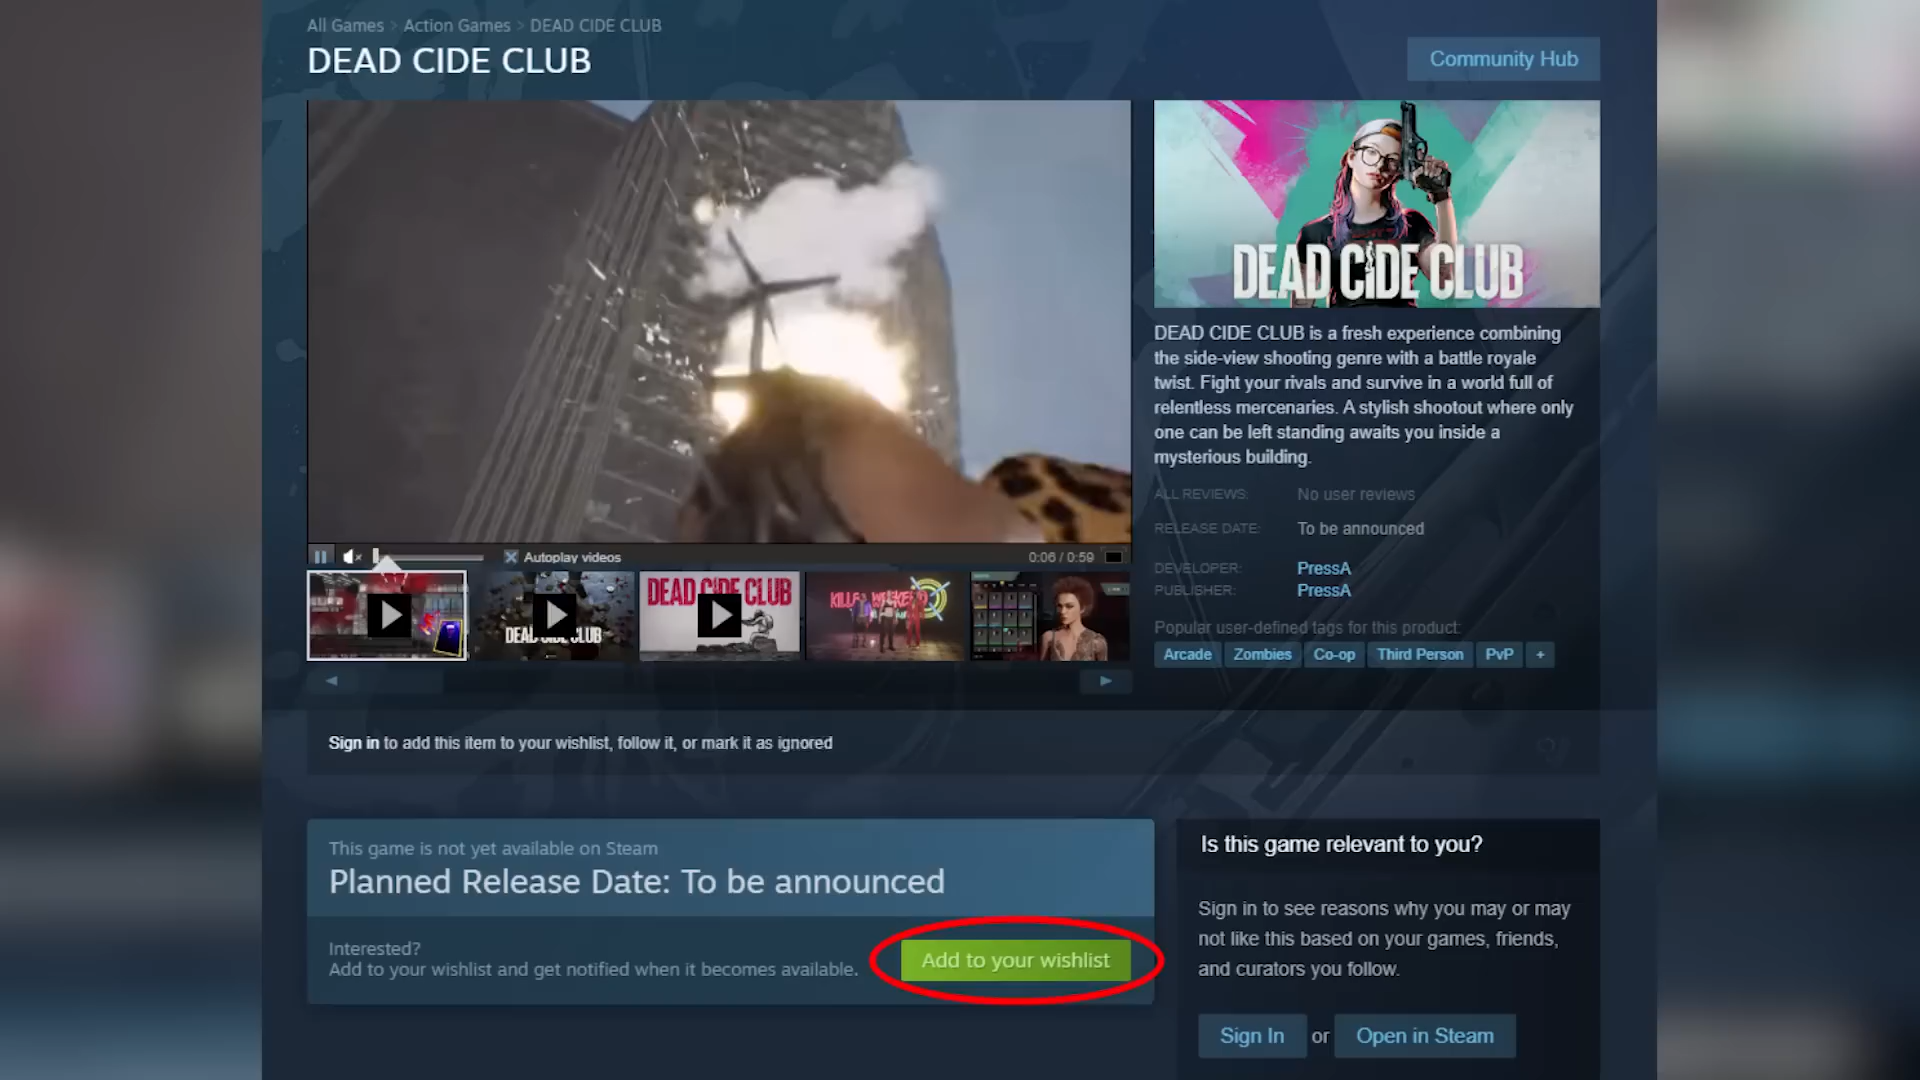 All Games > Action Games > DEAD CIDE CLUB
DEAD CIDE CLUB
Community Hub
DEAD CIDE CLUB
DEAD CIDE CLUB is a fresh experience combining
the side-view shooting genre with a battle royale
twist. Fight your rivals and survive in a world full of
relentless mercenaries. A stylish shootout where only
one can be left standing awaits you inside a
mysterious building.
ALL REVIEWS: No user reviews
RELEASE DATE: To be announced
DEVELOPER: PressA
PUBLISHER: PressA
Popular user-defined tags for this product:
Arcade Zombies Co-op Third Person PvP +
Autoplay videos
0:06 / 0:59
DEAD CLUB
DEAD CIDE CLUB
Sign in to add this item to your wishlist, follow it, or mark it as ignored
This game is not yet available on Steam
Planned Release Date: To be announced
Interested?
Add to your wishlist and get notified when it becomes available.
Add to your wishlist
Is this game relevant to you?
Sign in to see reasons why you may or may
not like this based on your games, friends,
and curators you follow.
Sign In or Open in Steam